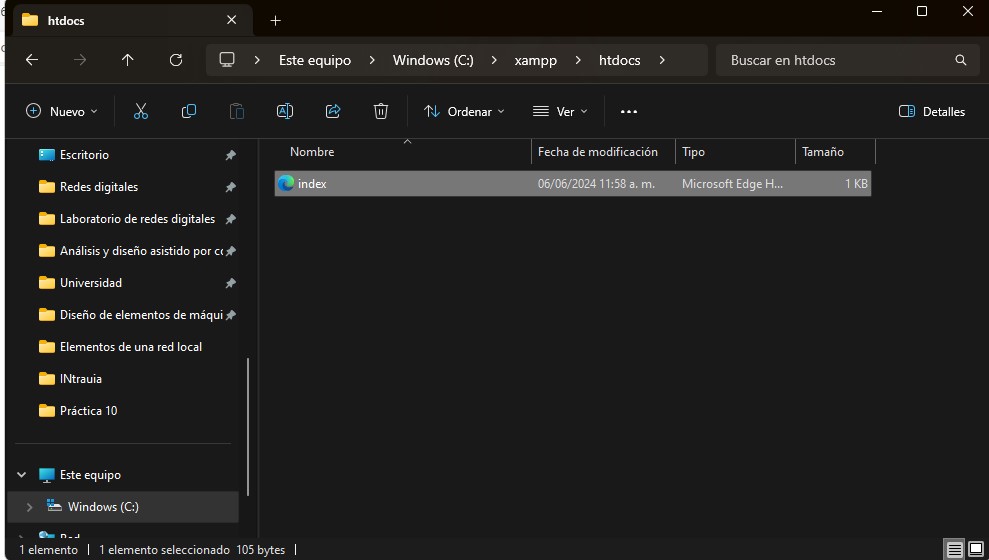 htdocs
Este equipo > Windows (C:) > xampp > htdocs >
Buscar en htdocs
Nuevo
Ordenar
Ver
Detalles
Nombre
Fecha de modificación
Tipo
Tamaño
index
06/06/2024 11:58 a. m.
Microsoft Edge H...
1 KB
Escritorio
Redes digitales
Laboratorio de redes digitales
Análisis y diseño asistido por co
Universidad
Diseño de elementos de máqui
Elementos de una red local
INtrauia
Práctica 10
Este equipo
Windows (C:)
Red
1 elemento
1 elemento seleccionado 105 bytes